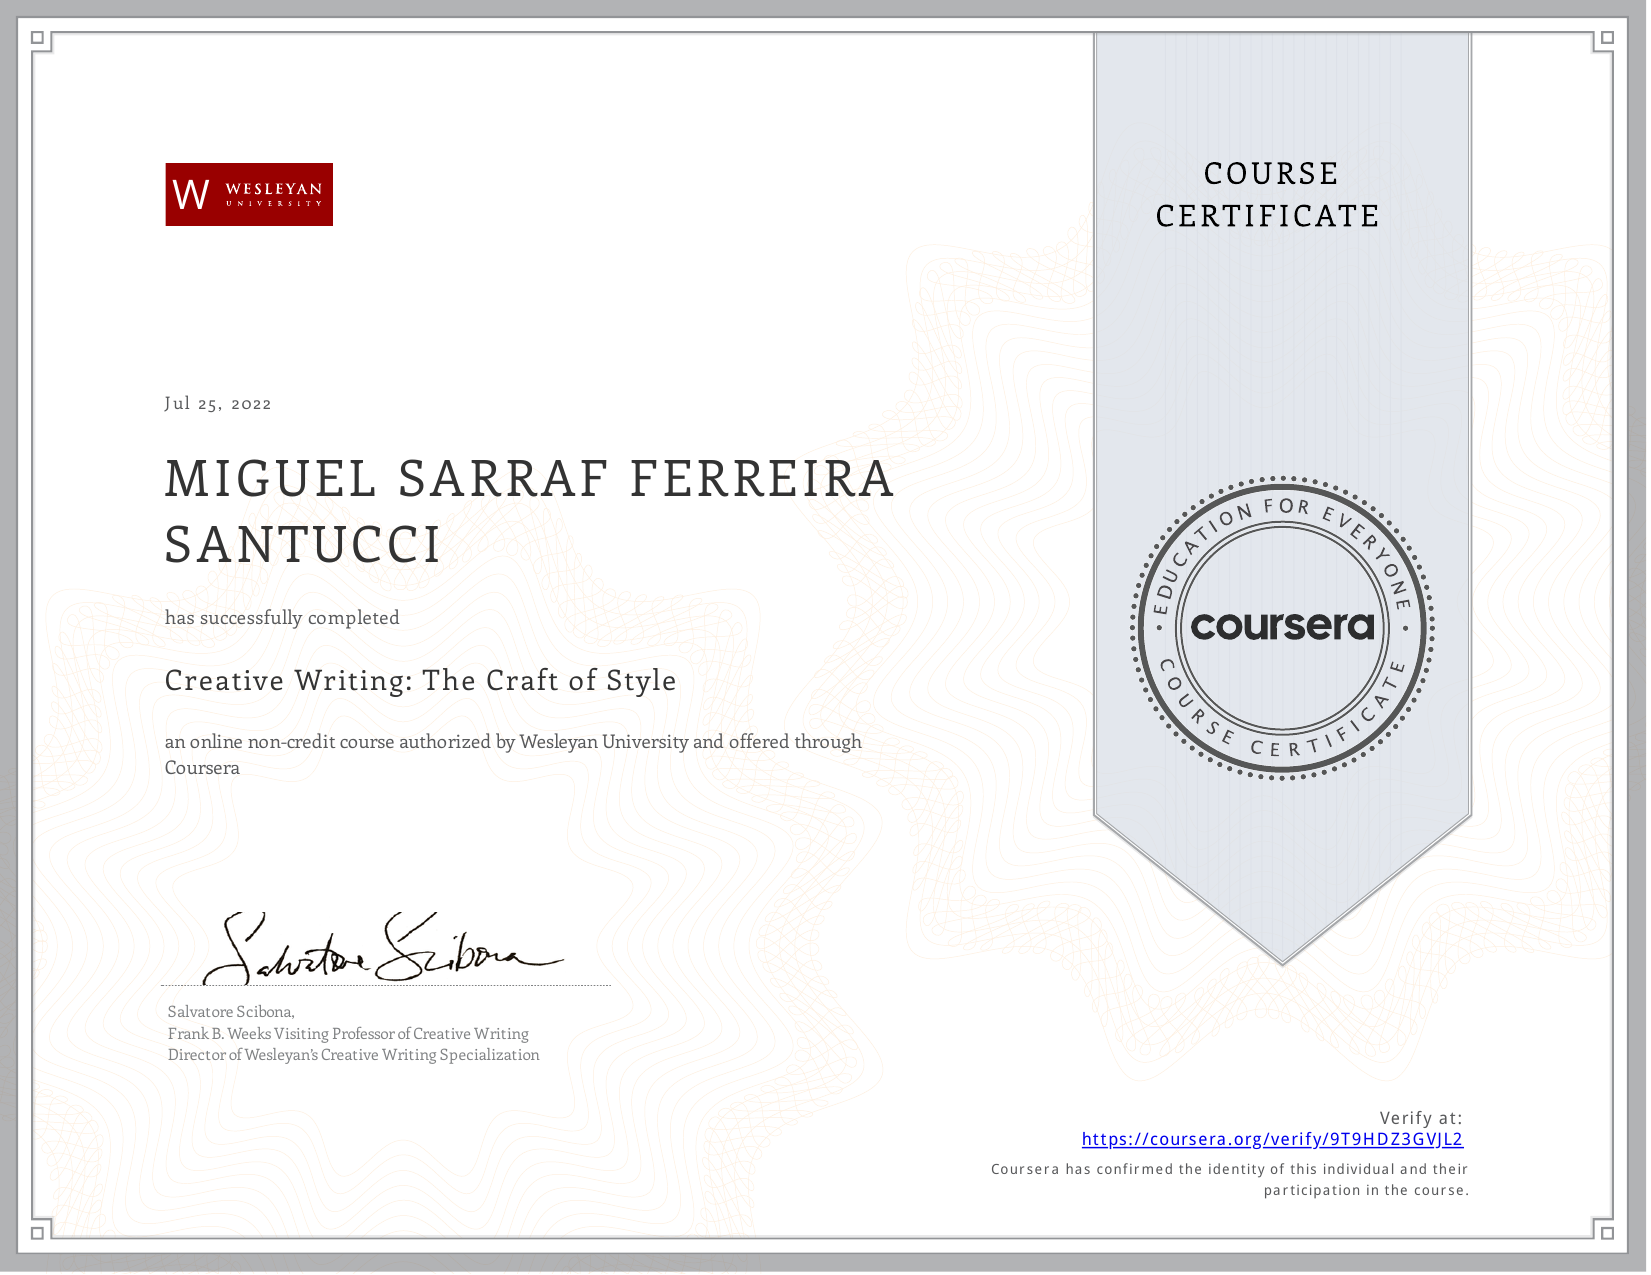 W WESLEYAN
UNIVERSITY
COURSE
CERTIFICATE
Jul 25, 2022
MIGUEL SARRAF FERREIRA
SANTUCCI
has successfully completed
Creative Writing: The Craft of Style
an online non-credit course authorized by Wesleyan University and offered through
Coursera
EDUCATION FOR EVERYONE
coursera
COURSE CERTIFICATE
Salvatore Scibona
Salvatore Scibona,
Frank B. Weeks Visiting Professor of Creative Writing
Director of Wesleyan's Creative Writing Specialization
Verify at:
https://coursera.org/verify/9T9HDZ3GVJL2
Coursera has confirmed the identity of this individual and their
participation in the course.